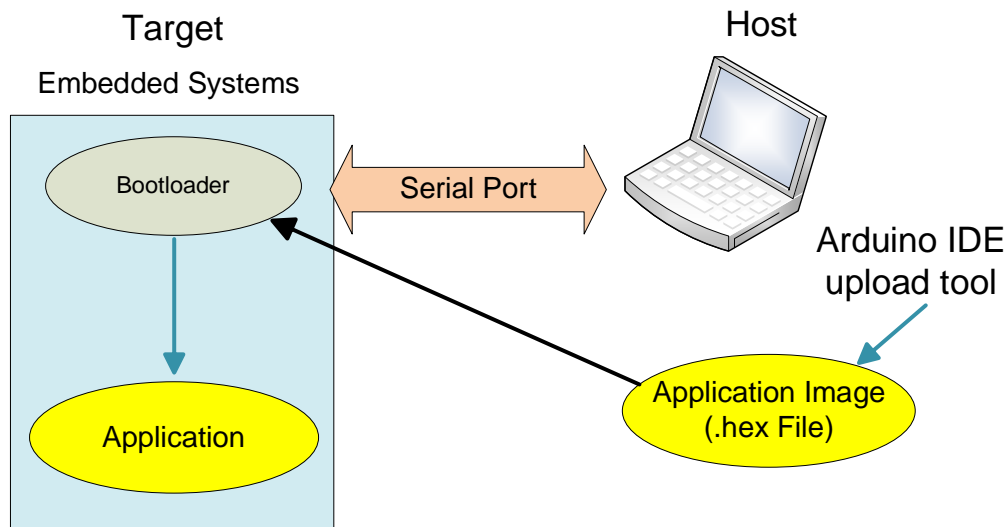 Target
Embedded Systems
Bootloader
Application
Serial Port
Host
Arduino IDE
upload tool
Application Image
(.hex File)